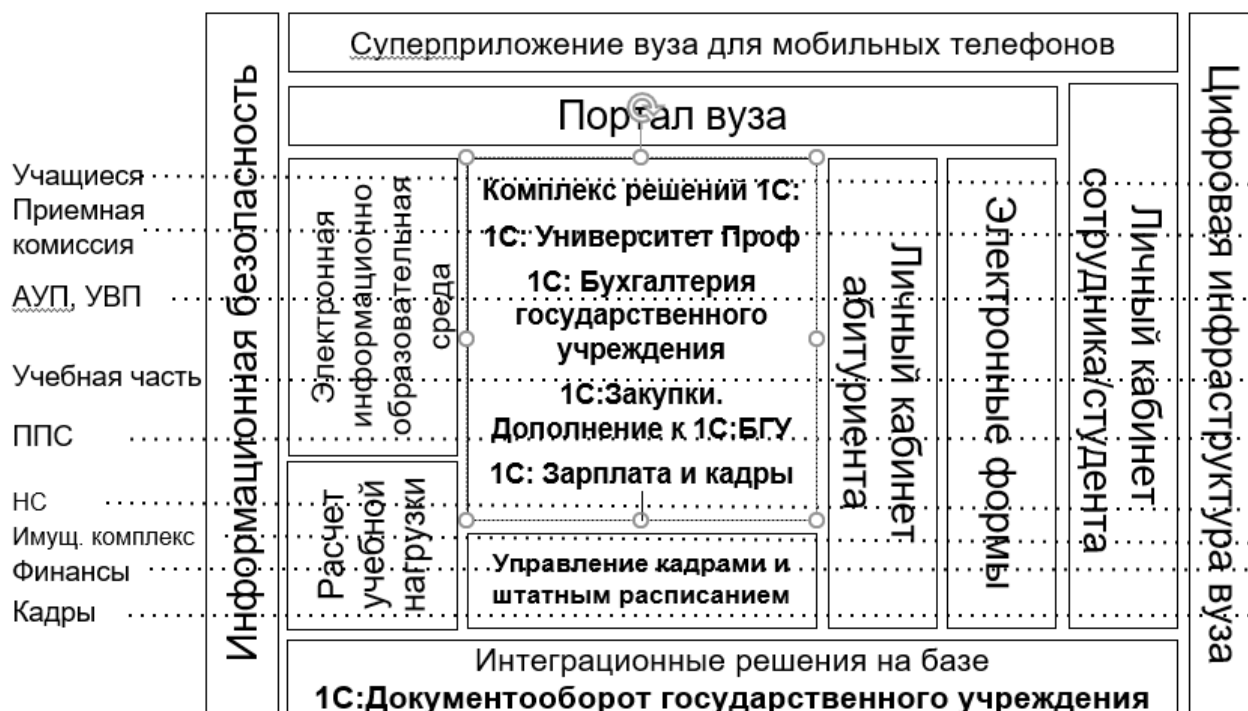 Суперприложение вуза для мобильных телефонов
Портал вуза
Учащиеся
Приемная
комиссия
АУП, УВП
Учебная часть
ППС
НС
Имущ. комплекс
Финансы
Кадры
Информационная безопасность
Электронная
информационно
образовательная
среда
Расчет
учебной
нагрузки
Комплекс решений 1С:
1С: Университет Проф
1С: Бухгалтерия
государственного
учреждения
1С:Закупки.
Дополнение к 1С:БГУ
1С: Зарплата и кадры
Управление кадрами и
штатным расписанием
Личный кабинет
абитуриента
Электронные формы
Личный кабинет
сотрудника/студента
Цифровая инфраструктура вуза
Интеграционные решения на базе
1С:Документооборот государственного учреждения